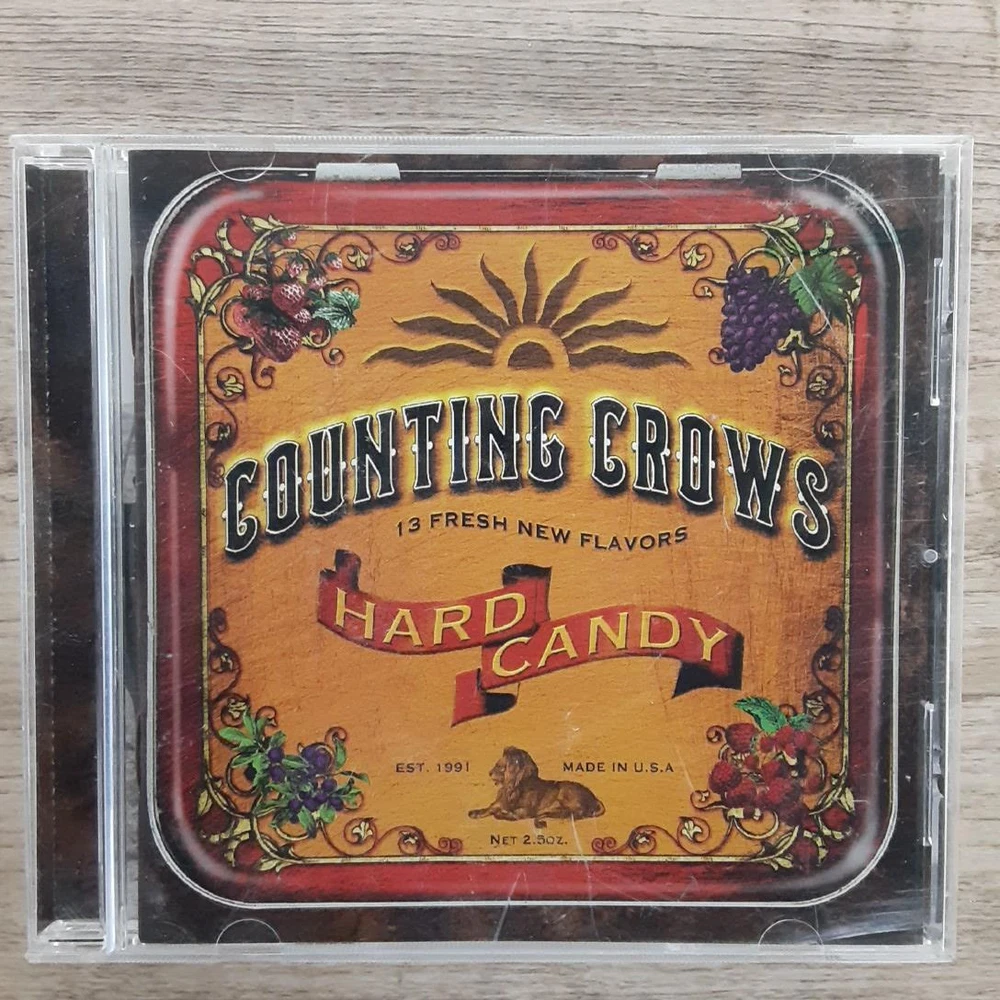 COUNTING CROWS
13 FRESH NEW FLAVORS
HARD
CANDY
EST. 1991 MADE IN U.S.A
NET 2.5OZ.